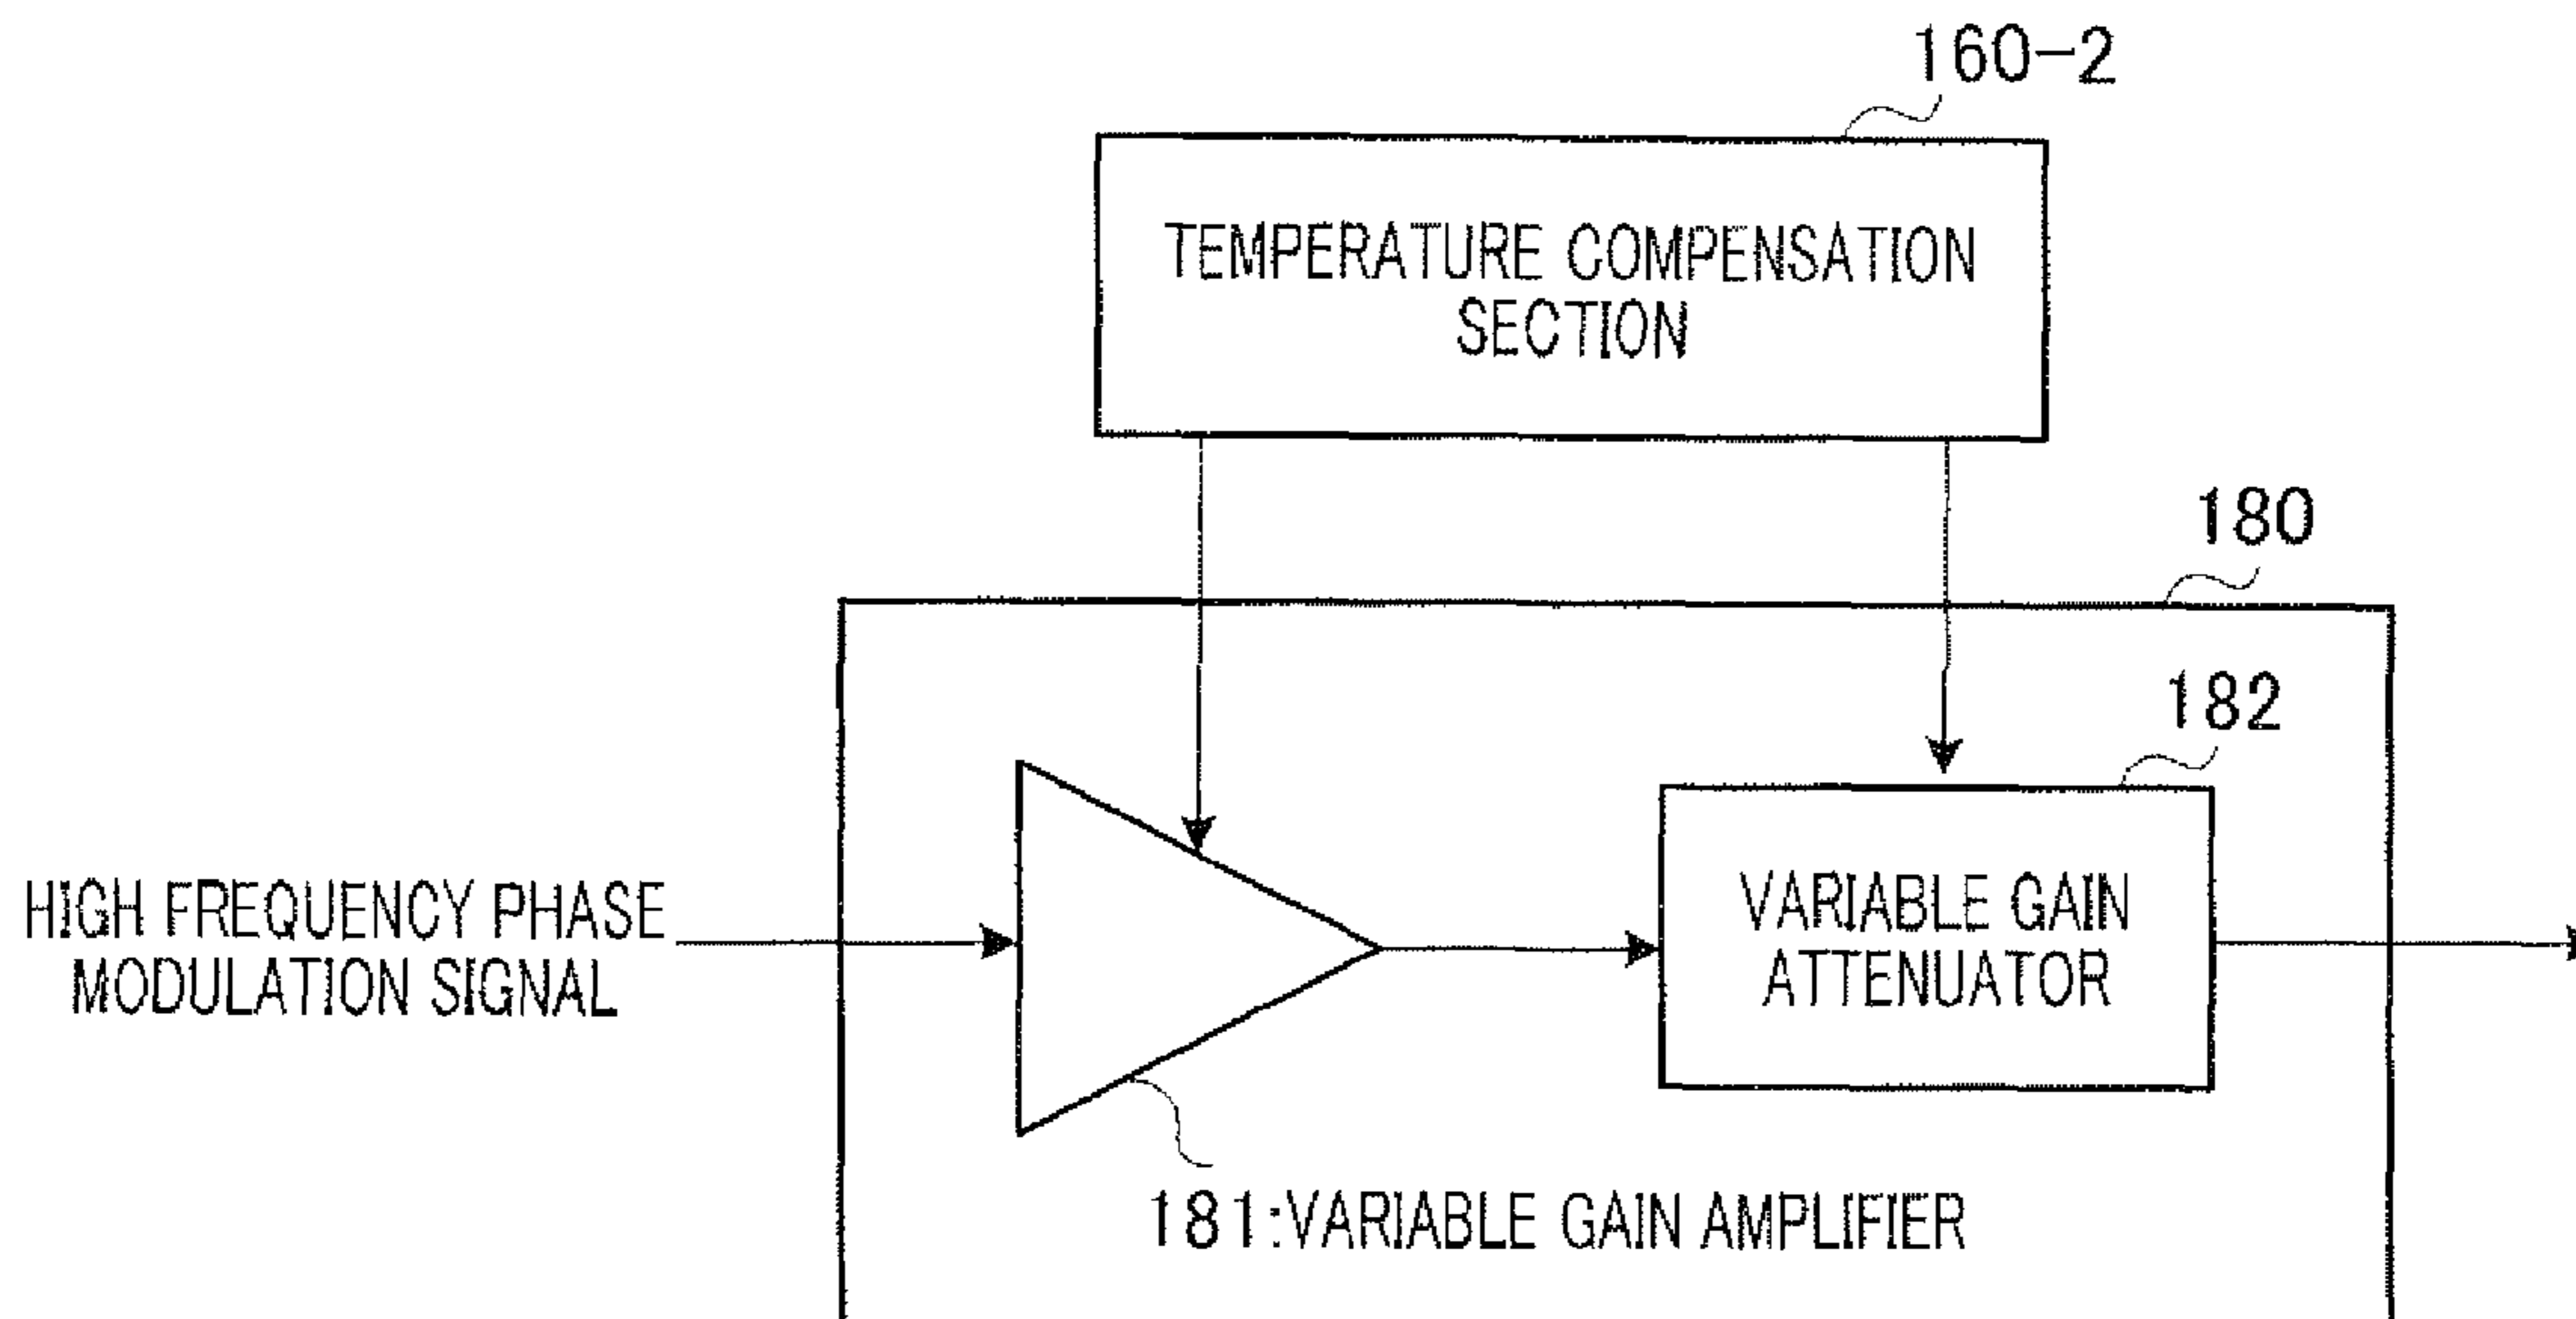 160-2
TEMPERATURE COMPENSATION
SECTION
180
182
HIGH FREQUENCY PHASE
MODULATION SIGNAL
VARIABLE GAIN
ATTENUATOR
181:VARIABLE GAIN AMPLIFIER